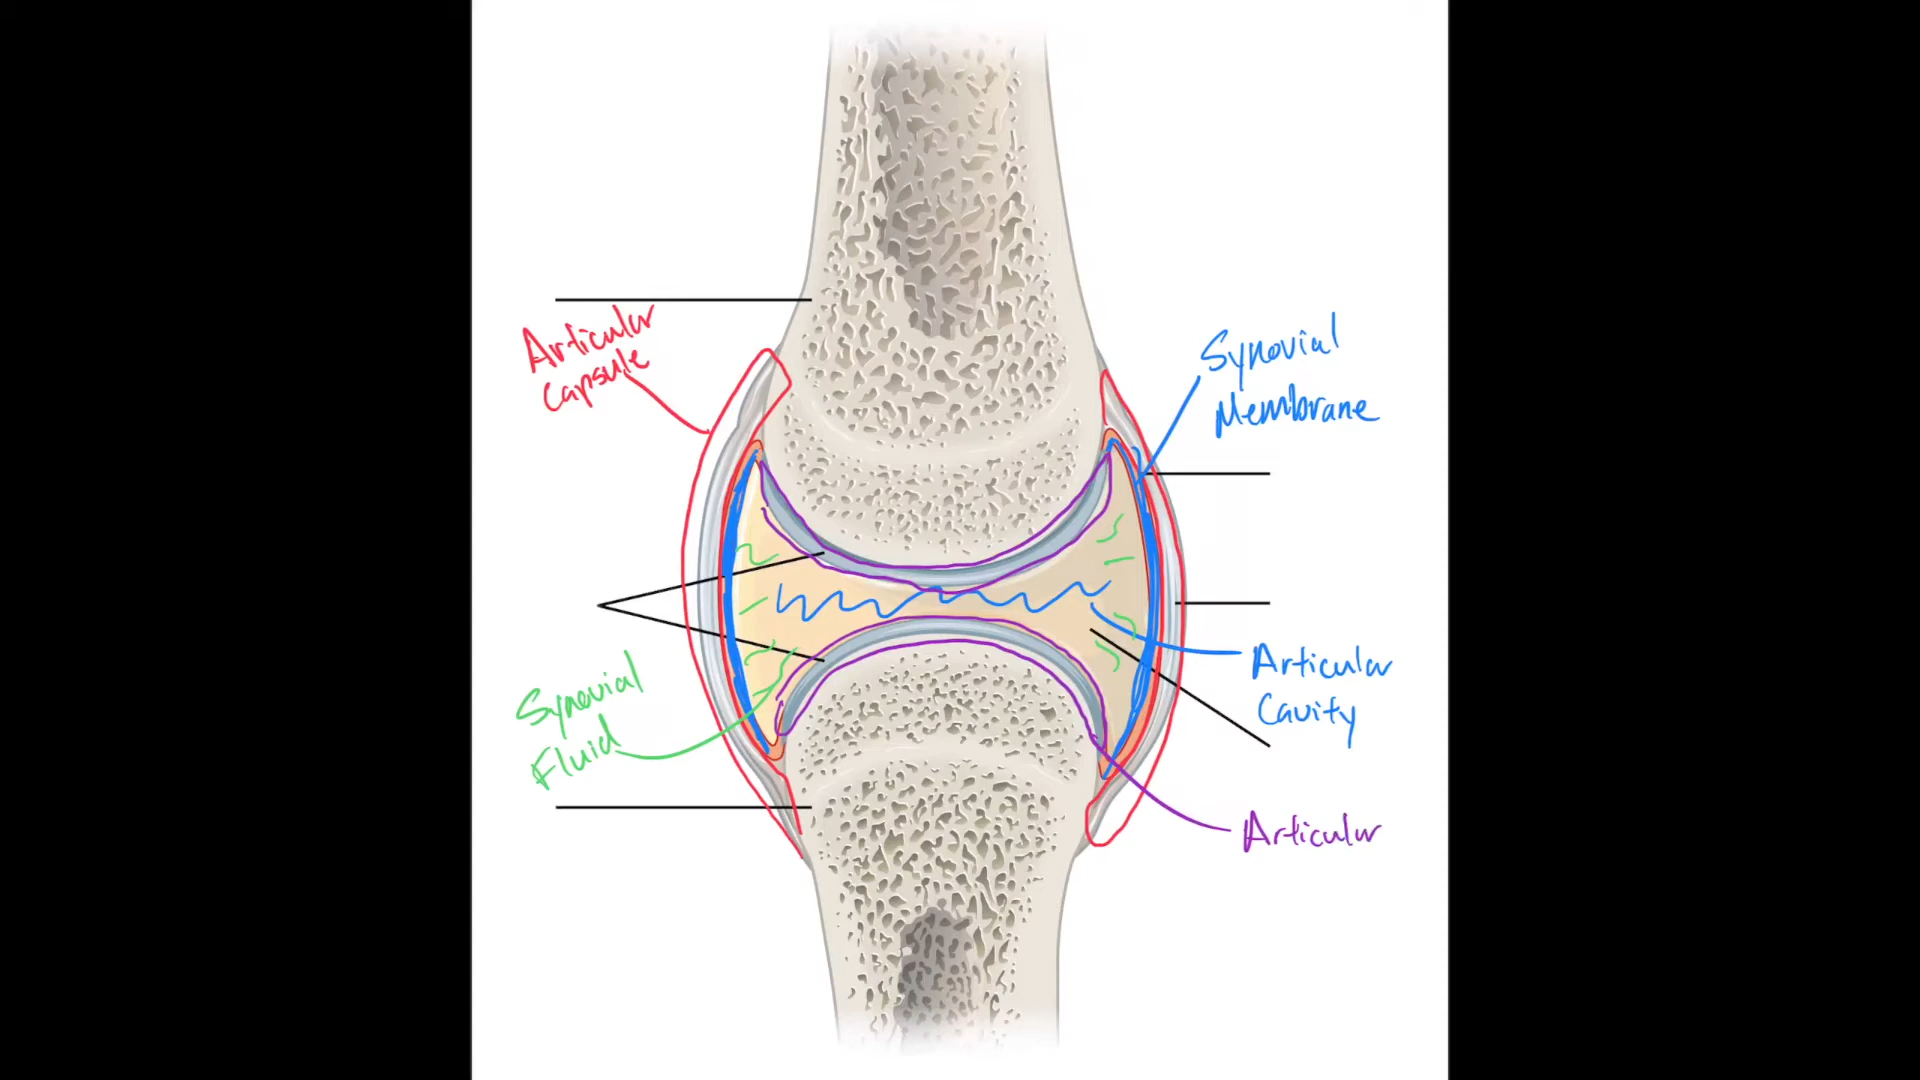 Articular
Capsule
Synovial
Membrane
Synovial
Fluid
Articular
Cavity
Articular